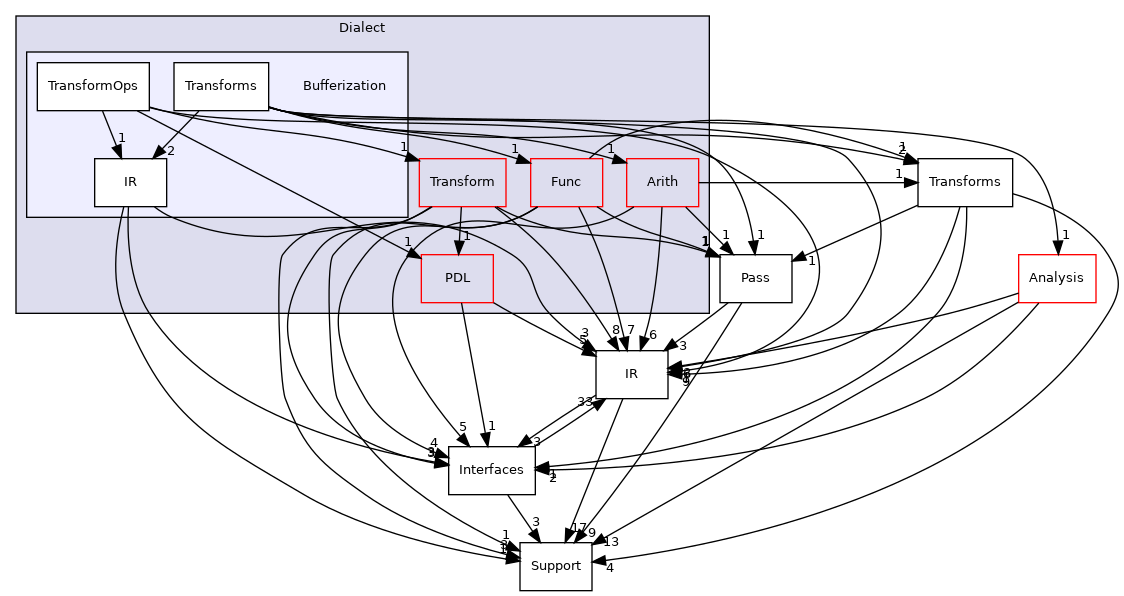 Dialect
TransformOps
Transforms
Bufferization
1
2
1
1
1
1
2
IR
Transform
Func
Arith
1
Transforms
1
1
1
1
1
1
1
PDL
Pass
Analysis
3
5
8
7
6
3
IR
33
3
5
1
4
3
Interfaces
1
2
3
17
9
13
1
4
Support